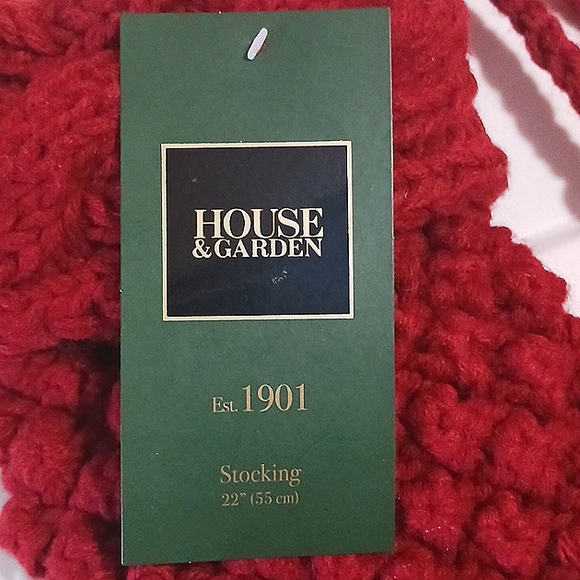 HOUSE
& GARDEN
Est. 1901
Stocking
22" (55 cm)